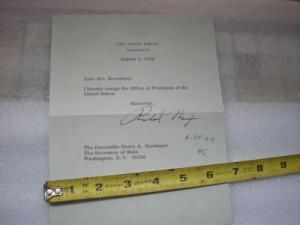 THE WHITE HOUSE
WASHINGTON
August 9, 1974
Dear Mr. Secretary:
I hereby resign the Office of President of the
United States.
Sincerely,
The Honorable Henry A. Kissinger
The Secretary of State
Washington, D. C. 20520
1 2 3 4 5 6 7 8 9